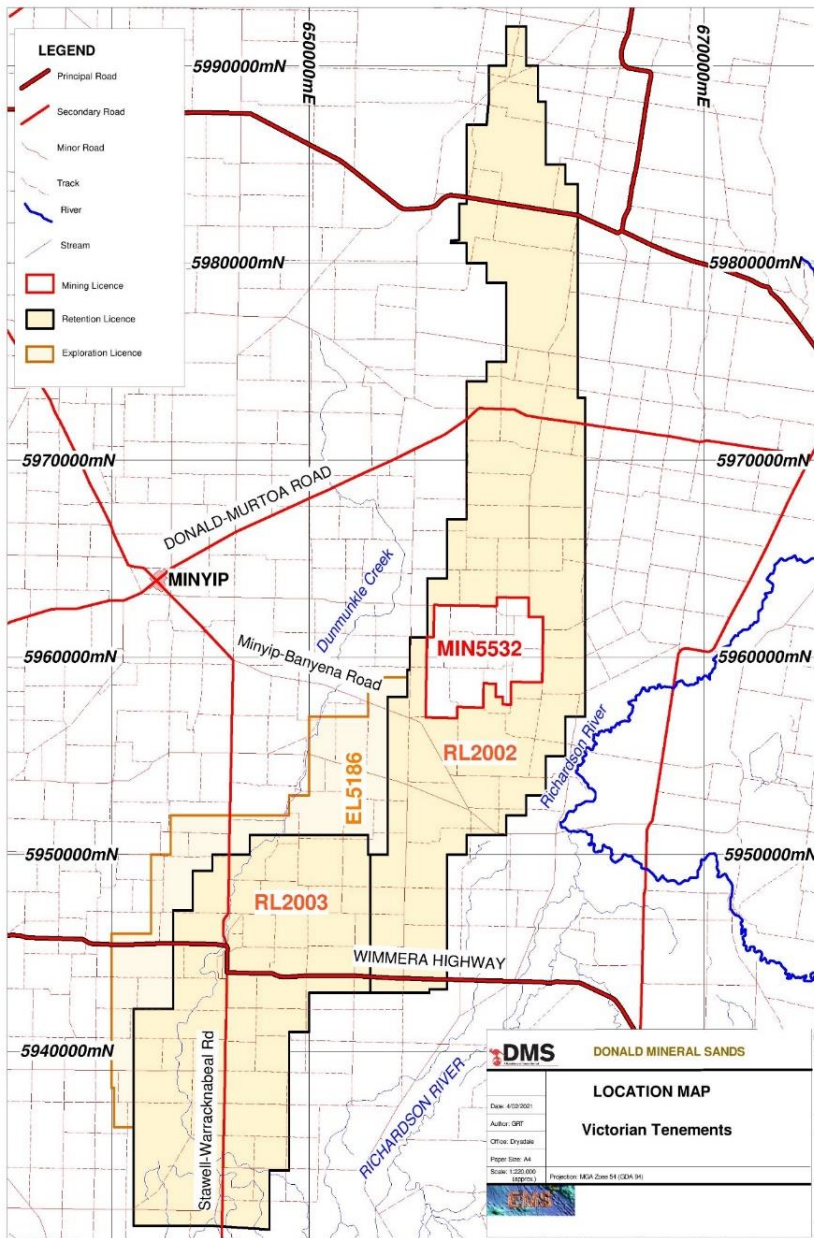 LEGEND
Principal Road
Secondary Road
Minor Road
Track
River
Stream
Mining Licence
Retention Licence
Exploration Licence
650000mE
670000mE
5990000mN
5980000mN
5980000mN
5970000mN
5970000mN
DONALD-MURTOA ROAD
MINYIP
Dunmunkle Creek
Minyip-Banyena Road
MIN5532
5960000mN
5960000mN
RL2002
EL5186
Richardson River
5950000mN
5950000mN
RL2003
WIMMERA HIGHWAY
5940000mN
Stawell-Warracknabeal Rd
RICHARDSON RIVER
DMS
DONALD MINERAL SANDS
LOCATION MAP
Victorian Tenements
Date: 4/02/2021
Author: GRT
Office: Drysdale
Paper Size: A4
Scale: 1:220,000
(approx.)
Projection: MGA Zone 54 (GDA 94)
EMS